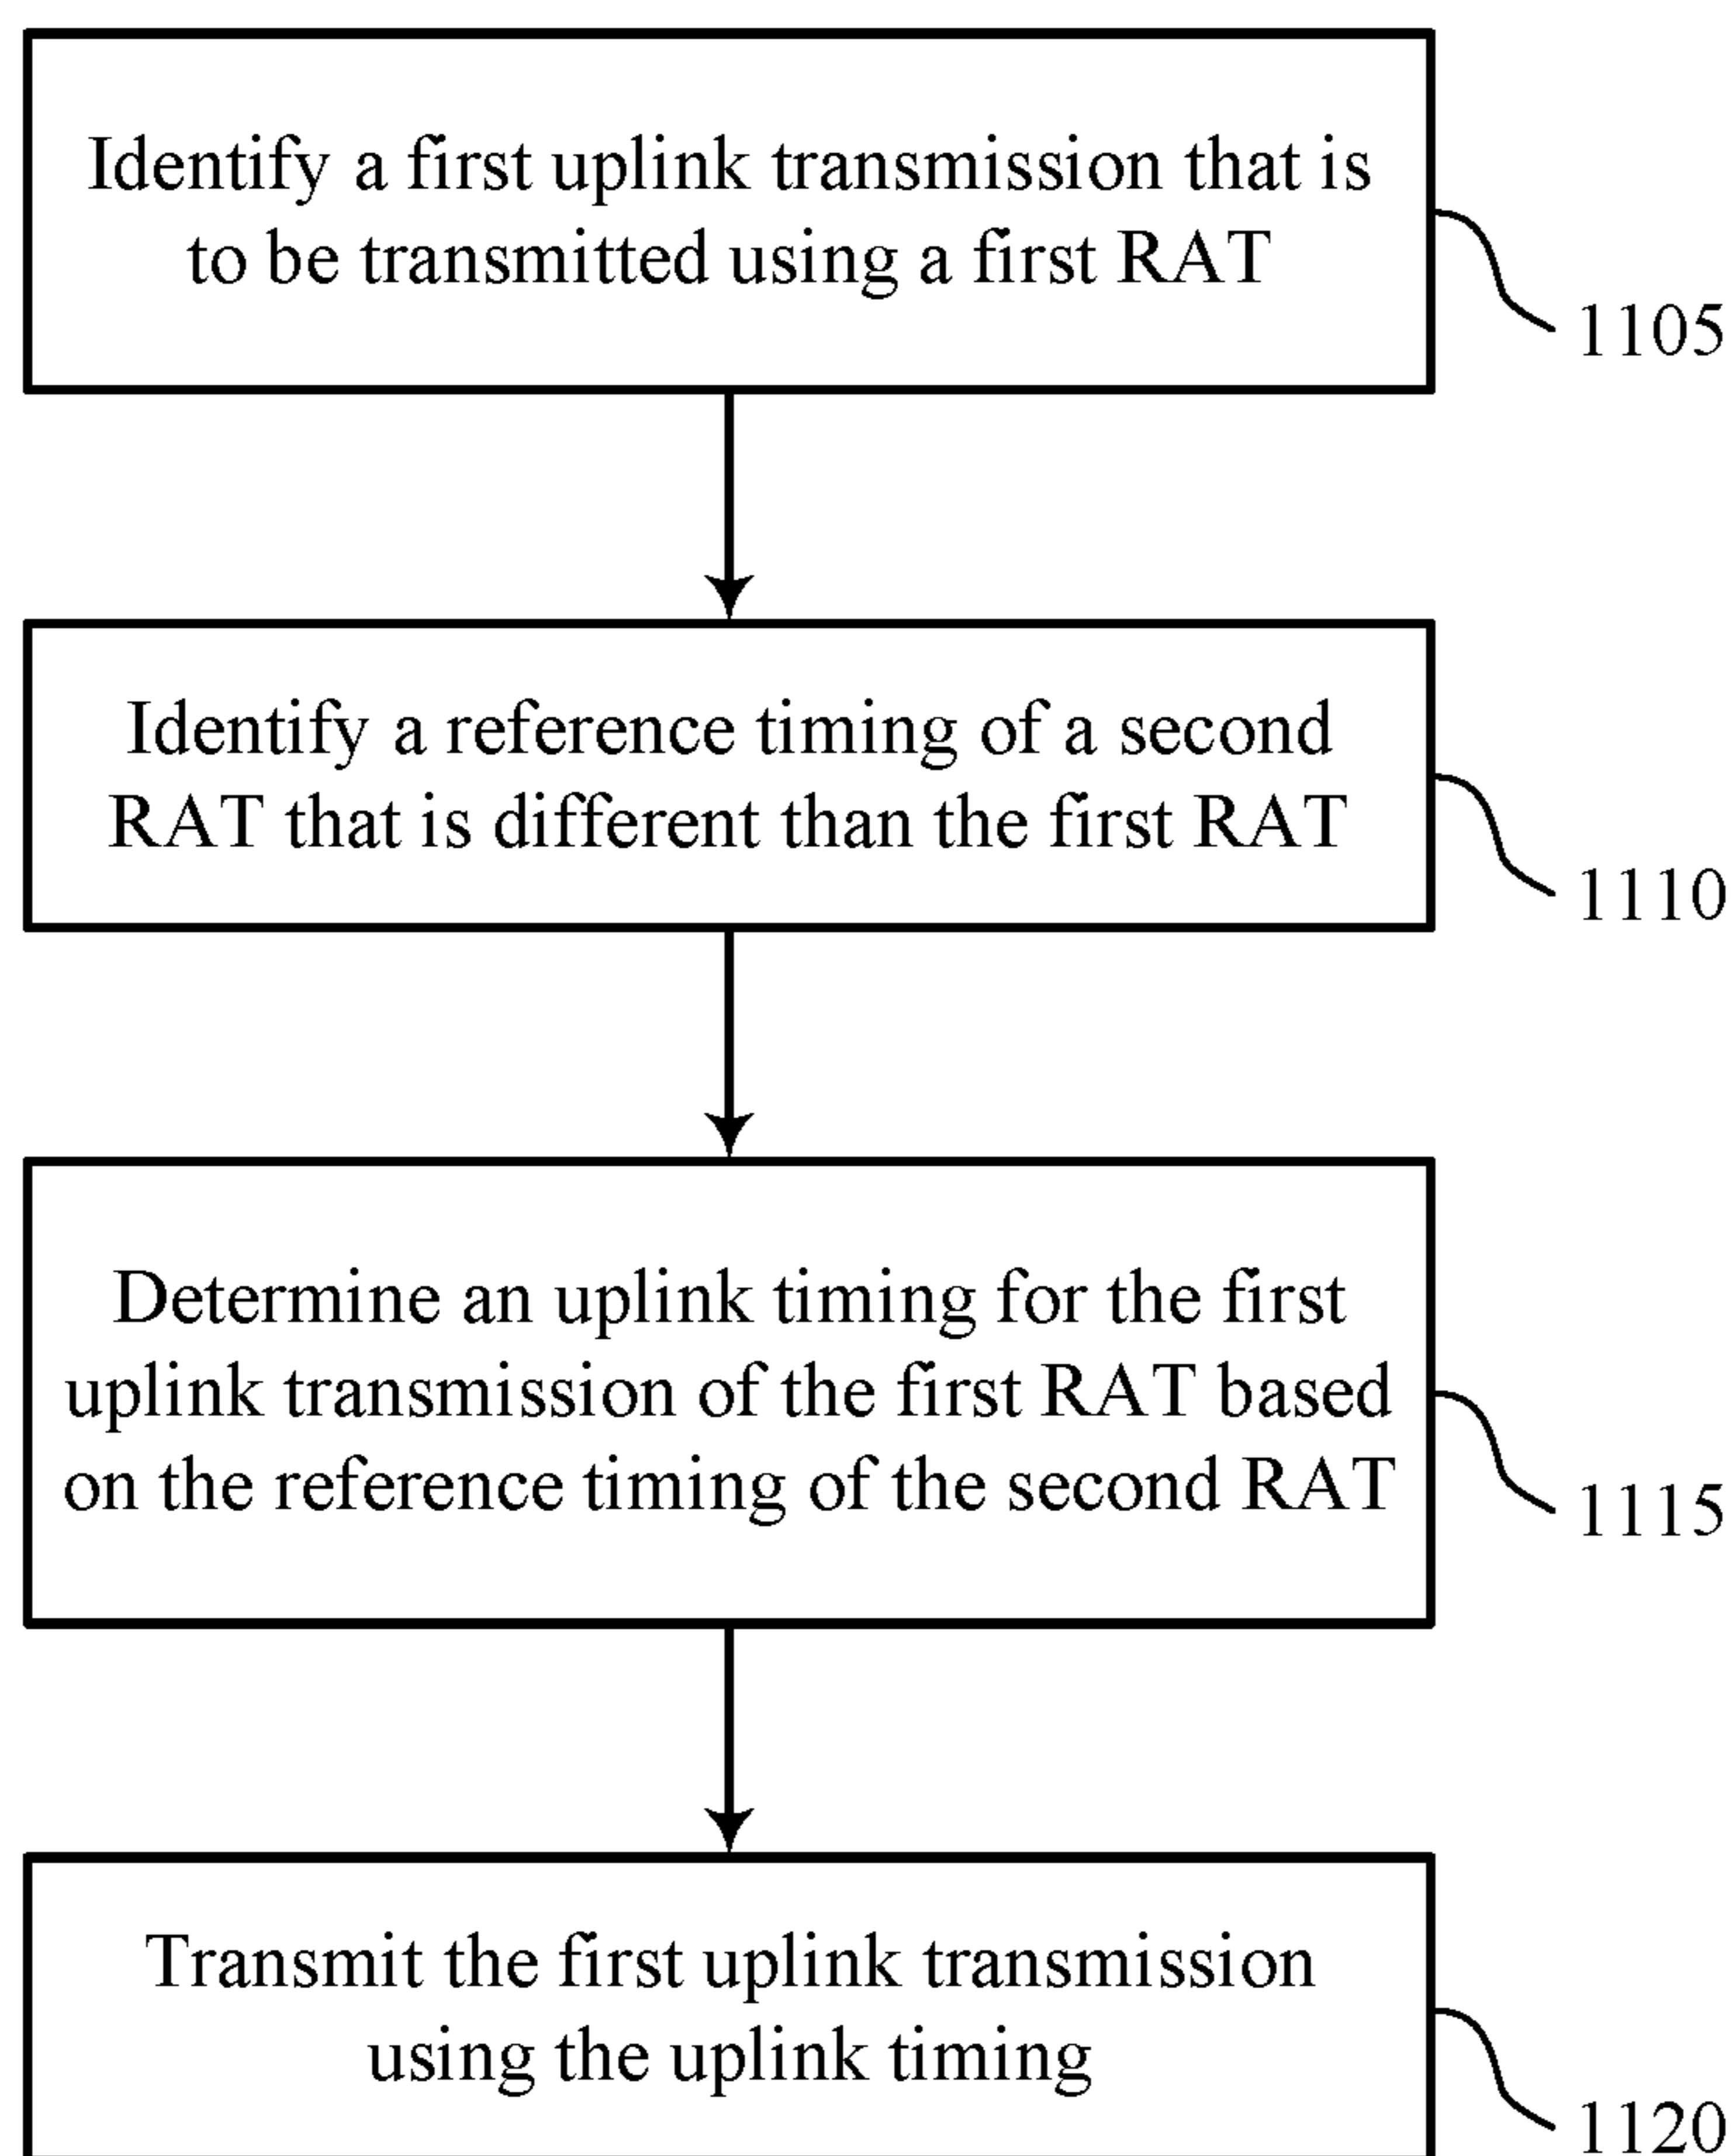 Identify a first uplink transmission that is
to be transmitted using a first RAT
1105
Identify a reference timing of a second
RAT that is different than the first RAT
1110
Determine an uplink timing for the first
uplink transmission of the first RAT based
on the reference timing of the second RAT
1115
Transmit the first uplink transmission
using the uplink timing
1120